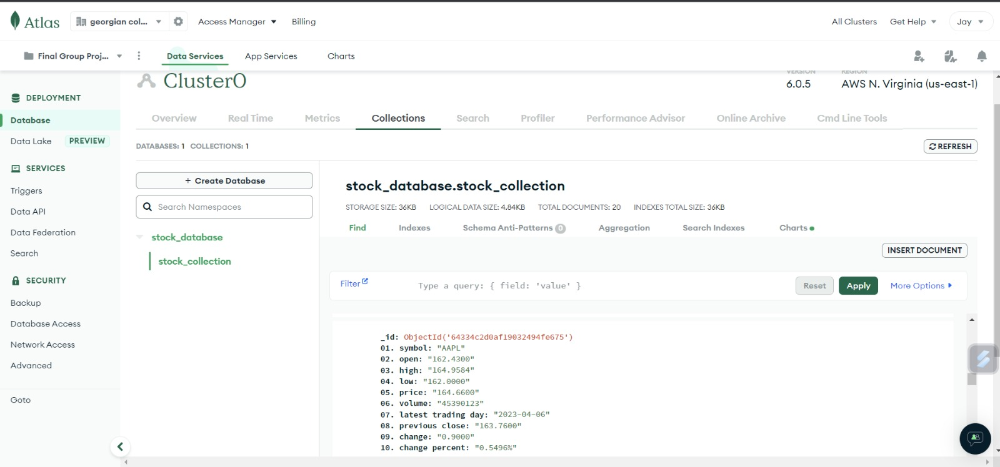 Atlas georgian col... Access Manager Billing All Clusters Get Help Jay
Final Group Proj... Data Services App Services Charts
Cluster0
VERSION REGION
6.0.5 AWS N. Virginia (us-east-1)
DEPLOYMENT
Database
Data Lake PREVIEW
SERVICES
Triggers
Data API
Data Federation
Search
SECURITY
Backup
Database Access
Network Access
Advanced
Goto
Overview Real Time Metrics Collections Search Profiler Performance Advisor Online Archive Cmd Line Tools
DATABASES: 1 COLLECTIONS: 1 REFRESH
+ Create Database
Search Namespaces
stock_database
stock_collection
stock_database.stock_collection
STORAGE SIZE: 36KB LOGICAL DATA SIZE: 4.84KB TOTAL DOCUMENTS: 20 INDEXES TOTAL SIZE: 36KB
Find Indexes Schema Anti-Patterns 0 Aggregation Search Indexes Charts
INSERT DOCUMENT
Filter Type a query: { field: 'value' } Reset Apply More Options
_id: ObjectId('64334c2d0af19032494fe675')
01. symbol: "AAPL"
02. open: "162.4300"
03. high: "164.9584"
04. low: "162.0000"
05. price: "164.6600"
06. volume: "45390123"
07. latest trading day: "2023-04-06"
08. previous close: "163.7600"
09. change: "0.9000"
10. change percent: "0.5496%"